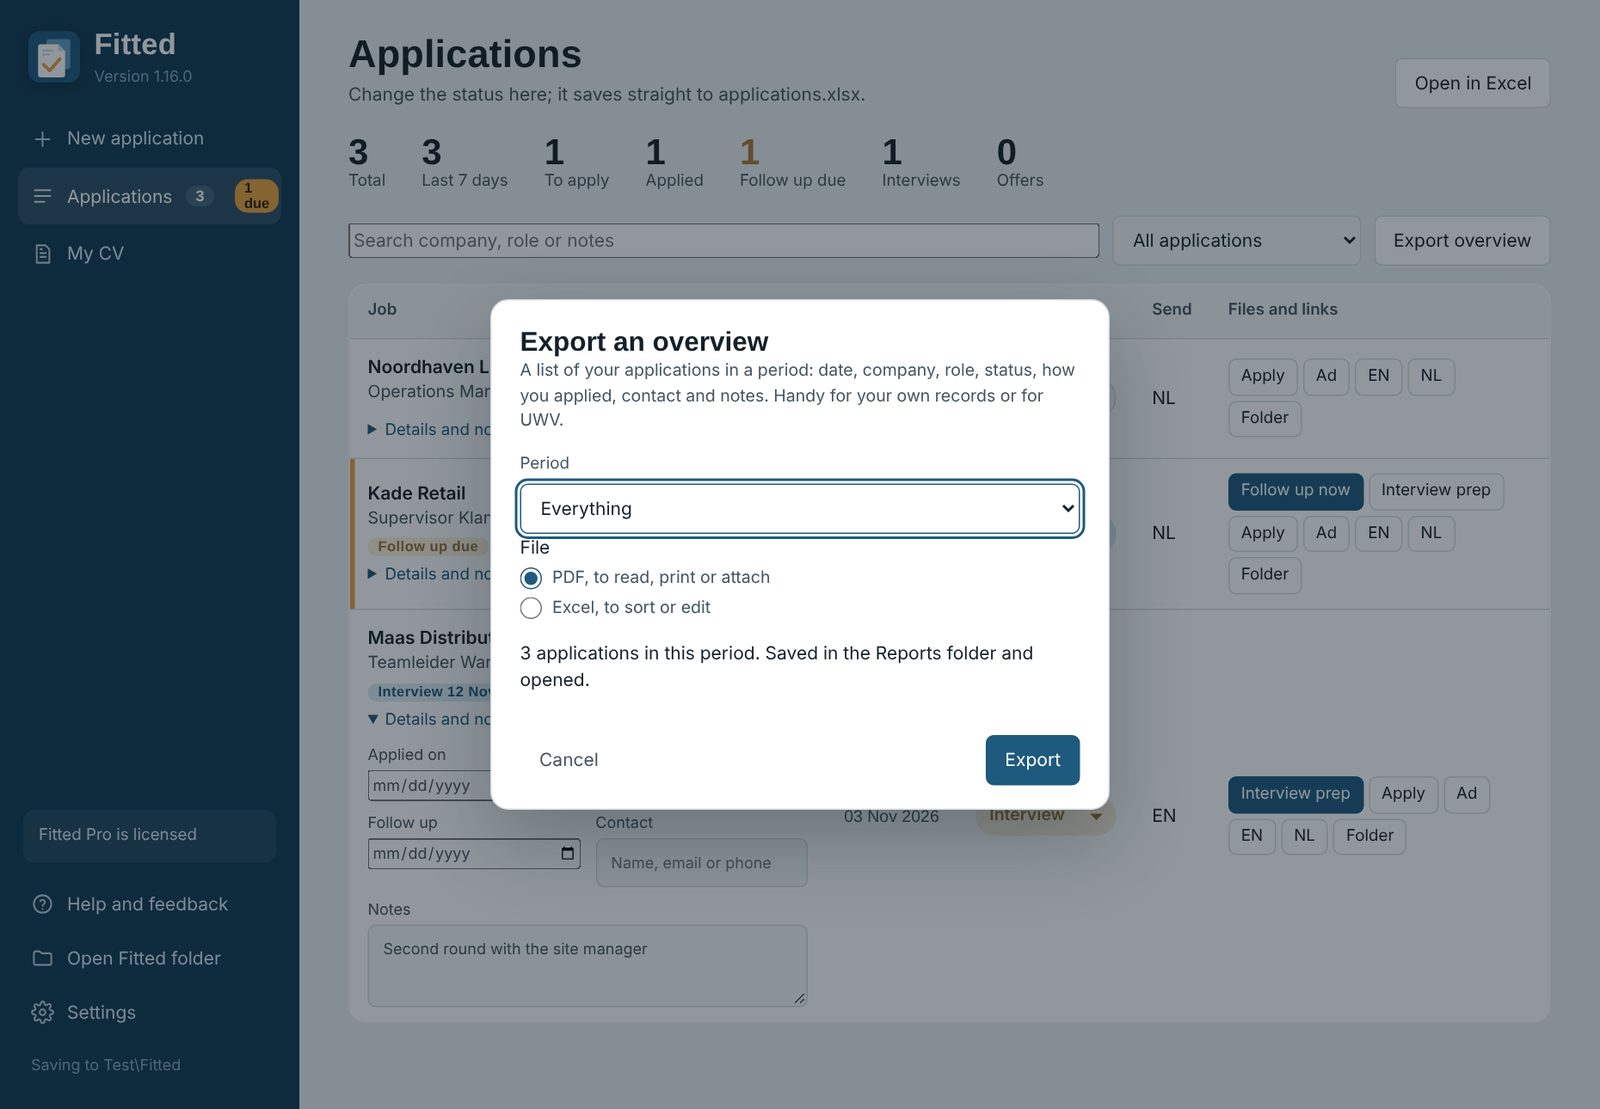 Fitted
Version 1.16.0
New application
Applications 3 1 due
My CV
Fitted Pro is licensed
Help and feedback
Open Fitted folder
Settings
Saving to Test\Fitted
Applications
Change the status here; it saves straight to applications.xlsx.
Open in Excel
3 3 1 1 1 1 0
Total Last 7 days To apply Applied Follow up due Interviews Offers
Search company, role or notes
All applications
Export overview
Job Send Files and links
Noordhaven L
Operations Mar
Details and no
NL
Apply Ad EN NL
Folder
Kade Retail
Supervisor Klan
Follow up due
Details and no
NL
Follow up now Interview prep
Apply Ad EN NL
Folder
Maas Distribut
Teamleider War
Interview 12 Nov
Details and no
Applied on
mm/dd/yyyy
Follow up
mm/dd/yyyy
Contact
Name, email or phone
Notes
Second round with the site manager
03 Nov 2026
Interview
EN
Interview prep Apply Ad
EN NL Folder
Export an overview
A list of your applications in a period: date, company, role, status, how
you applied, contact and notes. Handy for your own records or for
UWV.
Period
Everything
File
PDF, to read, print or attach
Excel, to sort or edit
3 applications in this period. Saved in the Reports folder and
opened.
Cancel
Export